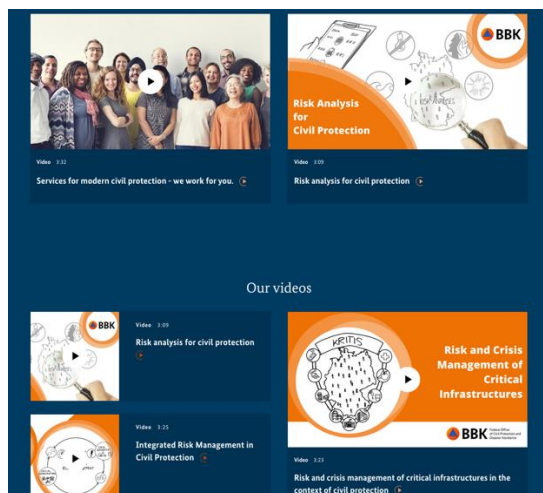 BBK
Risk Analysis
for
Civil Protection
Video 3:32
Services for modern civil protection - we work for you.
Video 3:09
Risk analysis for civil protection
Our videos
BBK
Video 3:09
Risk analysis for civil protection
KRITIS
Risk and Crisis
Management of
Critical
Infrastructures
BBK
Video 3:25
Integrated Risk Management in
Civil Protection
Video 3:23
Risk and crisis management of critical infrastructures in the
context of civil protection